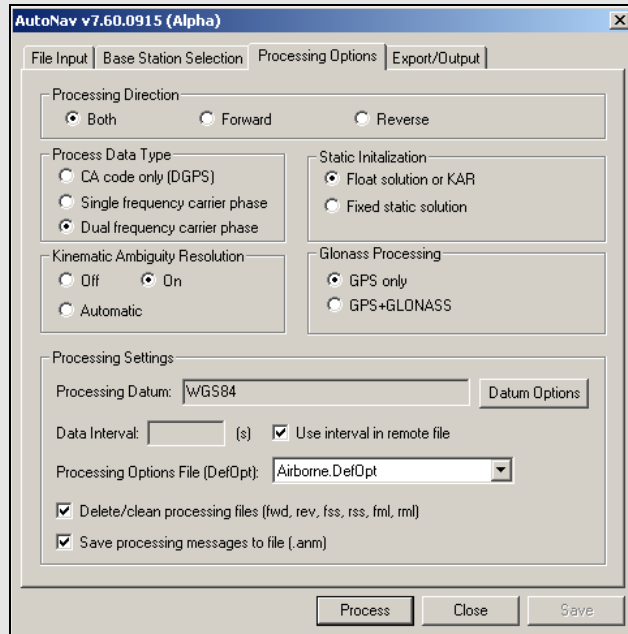 AutoNav v7.60.0915 (Alpha)
File Input
Base Station Selection
Processing Options
Export/Output
Processing Direction
Both
Forward
Reverse
Process Data Type
CA code only (DGPS)
Single frequency carrier phase
Dual frequency carrier phase
Static Initalization
Float solution or KAR
Fixed static solution
Kinematic Ambiguity Resolution
Off
On
Automatic
Glonass Processing
GPS only
GPS+GLONASS
Processing Settings
Processing Datum:
WGS84
Datum Options
Data Interval:
(s)
Use interval in remote file
Processing Options File (DefOpt):
Airborne.DefOpt
Delete/clean processing files (fwd, rev, fss, rss, fml, rml)
Save processing messages to file (.anm)
Process
Close
Save